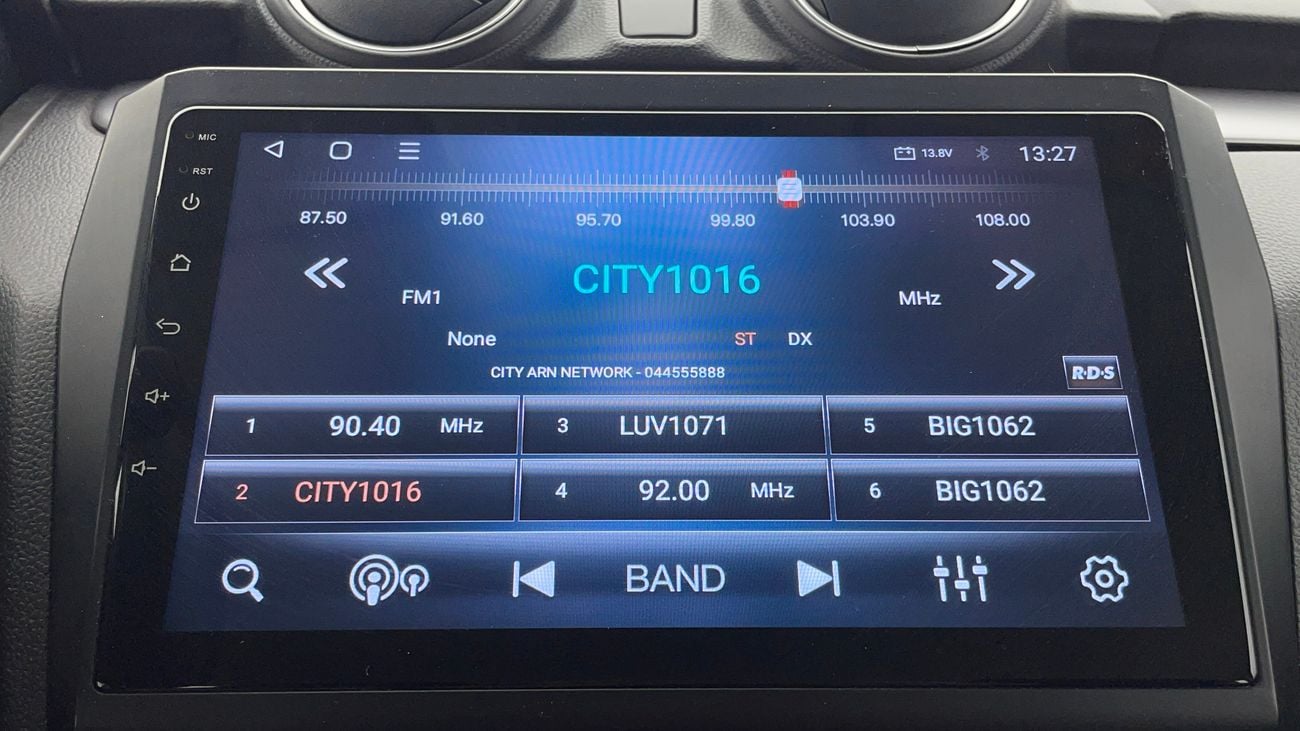 MIC
RST
13.8V 13:27
87.50 91.60 95.70 99.80 103.90 108.00
CITY1016
FM1 MHz
None ST DX
CITY ARN NETWORK - 044555888
R·D·S
1 90.40 MHz 3 LUV1071 5 BIG1062
2 CITY1016 4 92.00 MHz 6 BIG1062
BAND